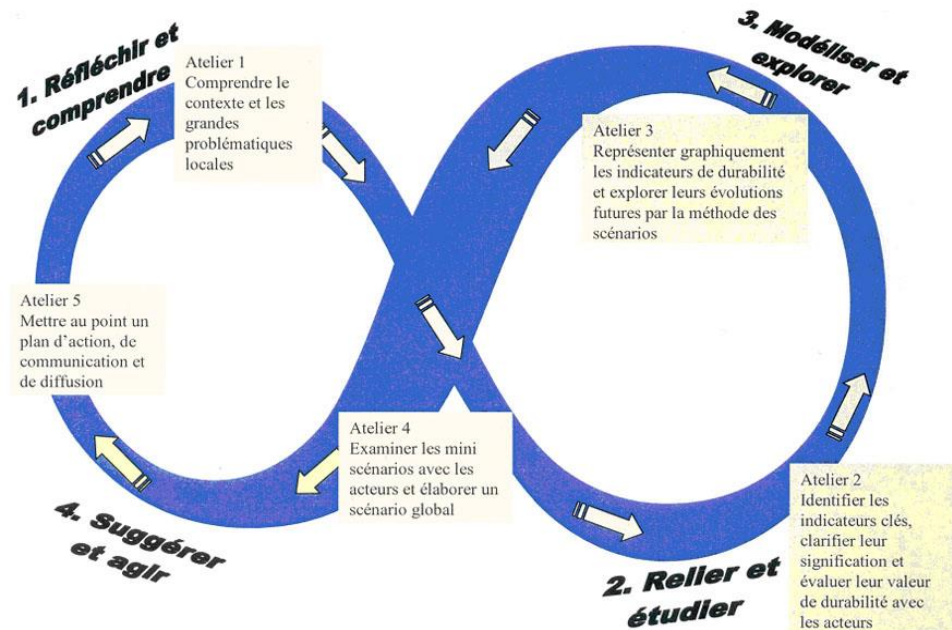 1. Réfléchir et
comprendre
Atelier 1
Comprendre le
contexte et les
grandes
problématiques
locales
3. Modéliser et
explorer
Atelier 3
Représenter graphiquement
les indicateurs de durabilité
et explorer leurs évolutions
futures par la méthode des
scénarios
Atelier 5
Mettre au point un
plan d’action, de
communication et
de diffusion
Atelier 4
Examiner les mini
scénarios avec les
acteurs et élaborer un
scénario global
Atelier 2
Identifier les
indicateurs clés,
clarifier leur
signification et
évaluer leur valeur
de durabilité avec
les acteurs
4. Suggérer
et agir
2. Relier et
étudier